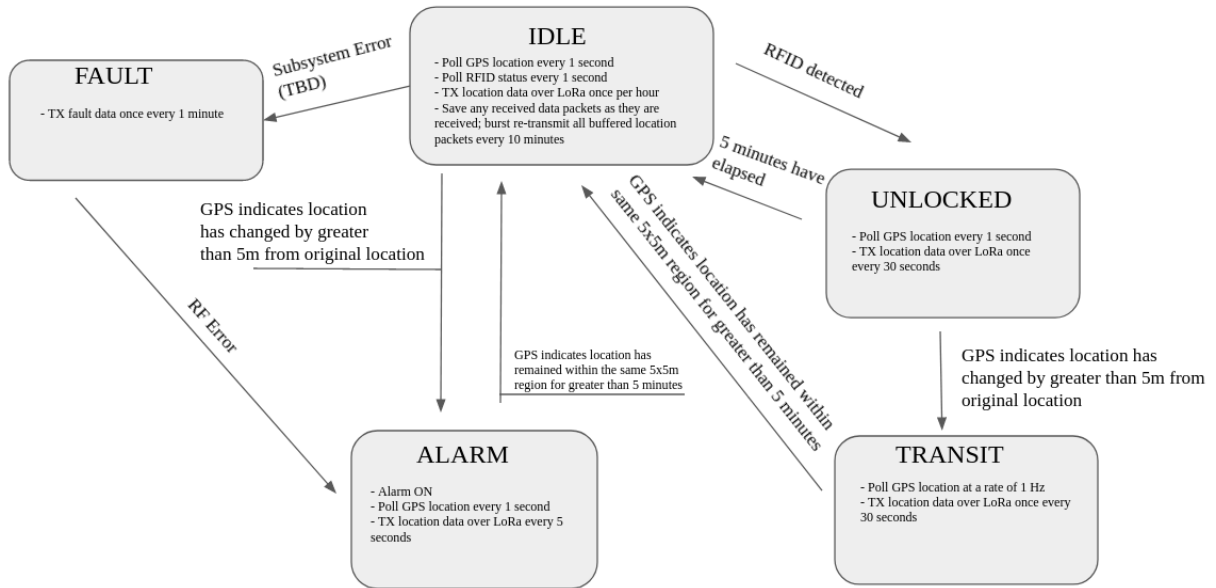 IDLE
- Poll GPS location every 1 second
- Poll RFID status every 1 second
- TX location data over LoRa once per hour
- Save any received data packets as they are
received; burst re-transmit all buffered location
packets every 10 minutes
Subsystem Error
(TBD)
FAULT
- TX fault data once every 1 minute
RFID detected
5 minutes have
elapsed
UNLOCKED
- Poll GPS location every 1 second
- TX location data over LoRa once
every 30 seconds
GPS indicates location
has changed by greater
than 5m from original location
GPS indicates location has remained within
same 5x5m region for greater than 5 minutes
RF Error
GPS indicates location has
remained within the same 5x5m
region for greater than 5 minutes
GPS indicates location has
changed by greater than 5m from
original location
ALARM
- Alarm ON
- Poll GPS location every 1 second
- TX location data over LoRa every 5
seconds
TRANSIT
- Poll GPS location at a rate of 1 Hz
- TX location data over LoRa once every
30 seconds